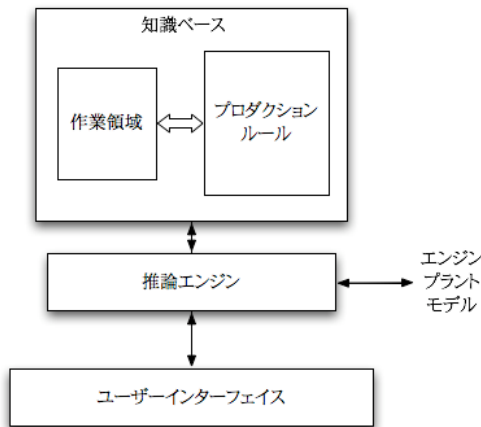 知識ベース
作業領域
プロダクション
ルール
推論エンジン
エンジン
プラント
モデル
ユーザーインターフェイス